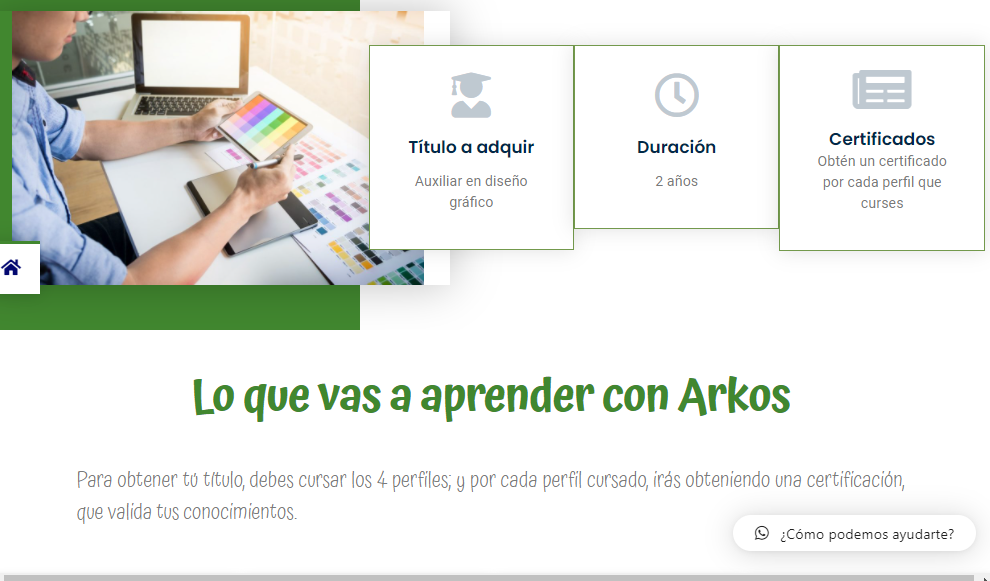 Título a adquir
Auxiliar en diseño
gráfico
Duración
2 años
Certificados
Obtén un certificado
por cada perfil que
curses
Lo que vas a aprender con Arkos
Para obtener tú título, debes cursar los 4 perfiles; y por cada perfil cursado, irás obteniendo una certificación,
que valida tus conocimientos.
¿Cómo podemos ayudarte?